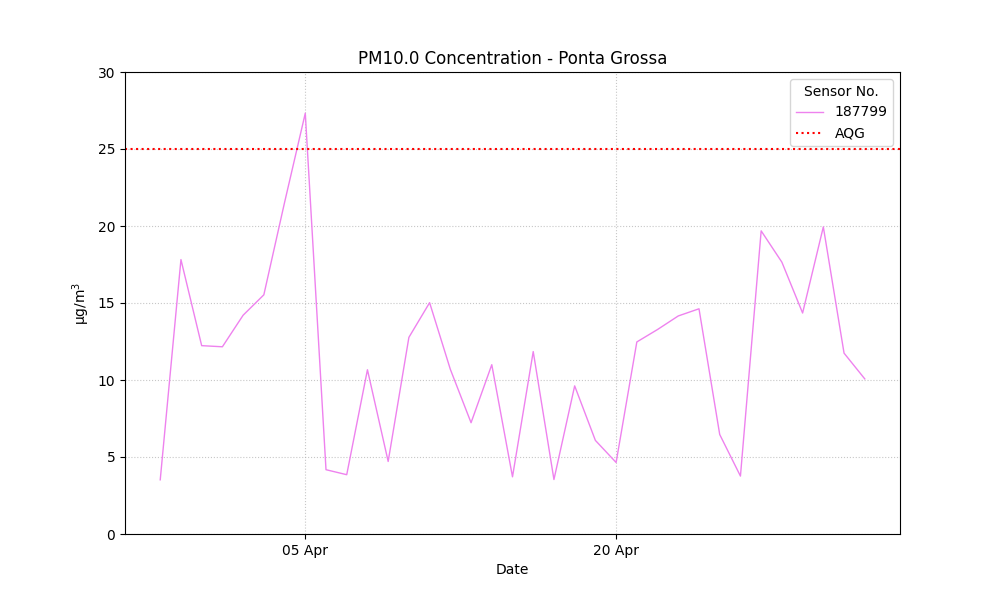 PM10.0 Concentration - Ponta Grossa
Sensor No.
187799
AQG
30
25
20
15
10
5
0
µg/m³
05 Apr
20 Apr
Date